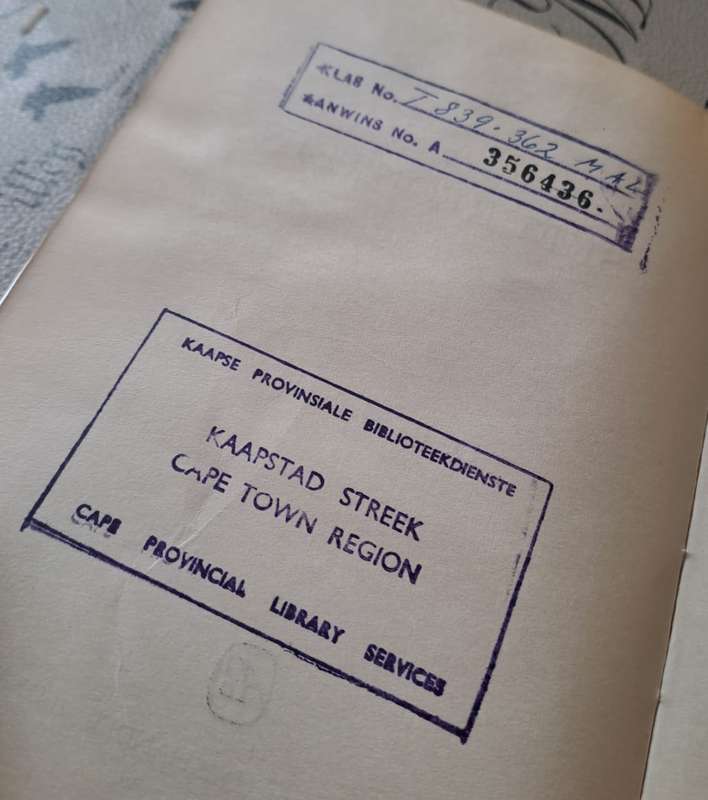 KLAS No. I 839.362 MAL
AANWINS No. A 356436.
KAAPSE PROVINSIALE BIBLIOTEEKDIENSTE
KAAPSTAD STREEK
CAPE TOWN REGION
CAPE PROVINCIAL LIBRARY SERVICES